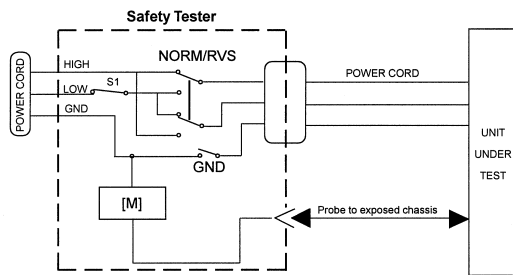 Safety Tester
NORM/RVS
HIGH
LOW
S1
GND
POWER CORD
GND
[M]
POWER CORD
Probe to exposed chassis
UNIT
UNDER
TEST